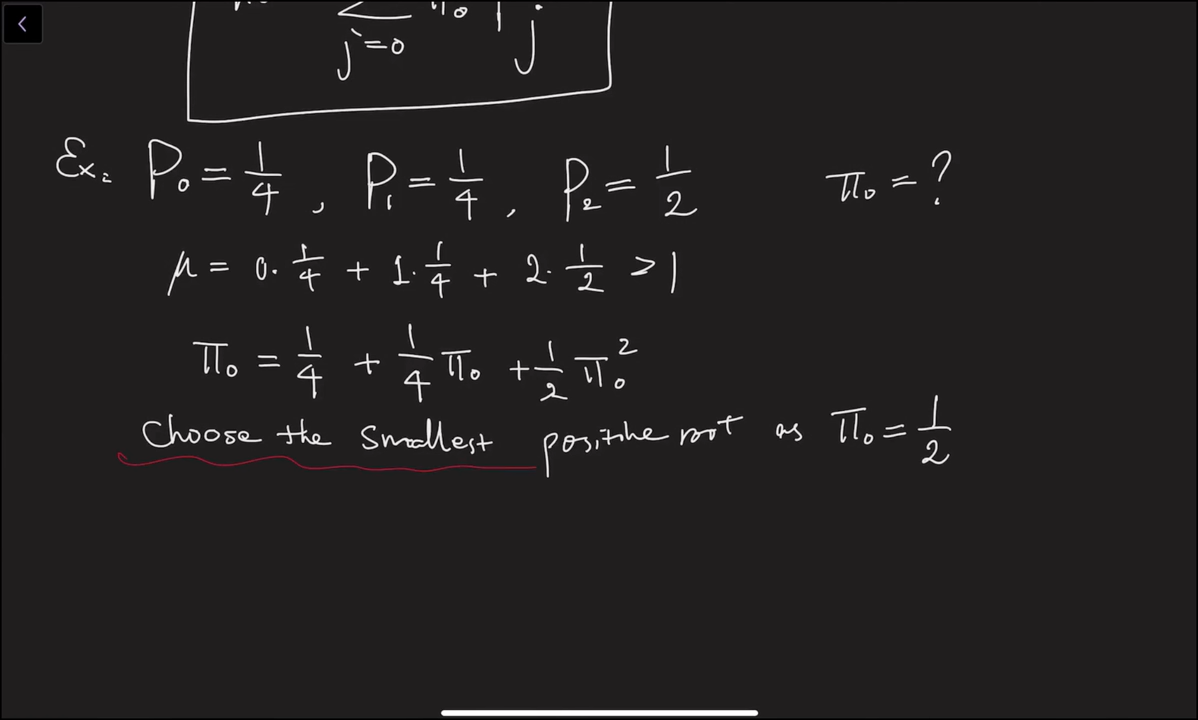 j=0 π₀ Pj
Ex: P₀ = 1/4, P₁ = 1/4, P₂ = 1/2 π₀ = ?
μ = 0·1/4 + 1·1/4 + 2·1/2 > 1
π₀ = 1/4 + 1/4 π₀ + 1/2 π₀²
Choose the smallest positive root as π₀ = 1/2